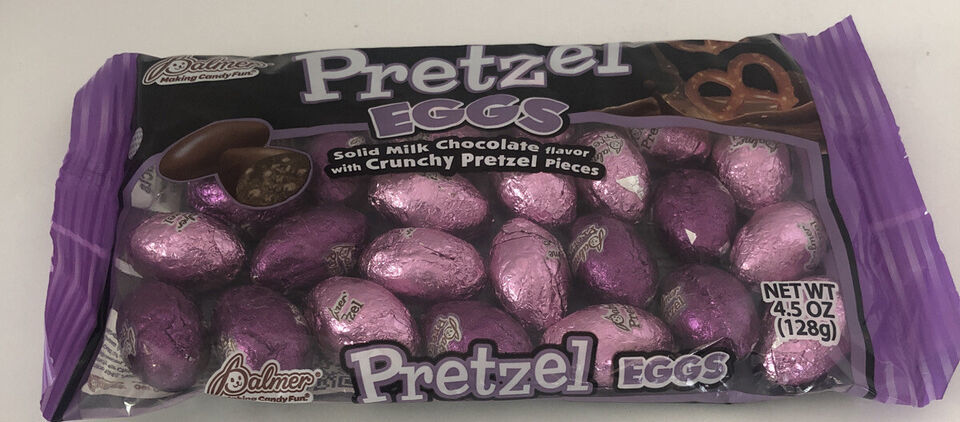 Palmer®
Making Candy Fun.®
Pretzel
EGGS
Solid Milk Chocolate flavor
with Crunchy Pretzel Pieces
NET WT
4.5 OZ
(128g)
Palmer®
Making Candy Fun.®
Pretzel EGGS